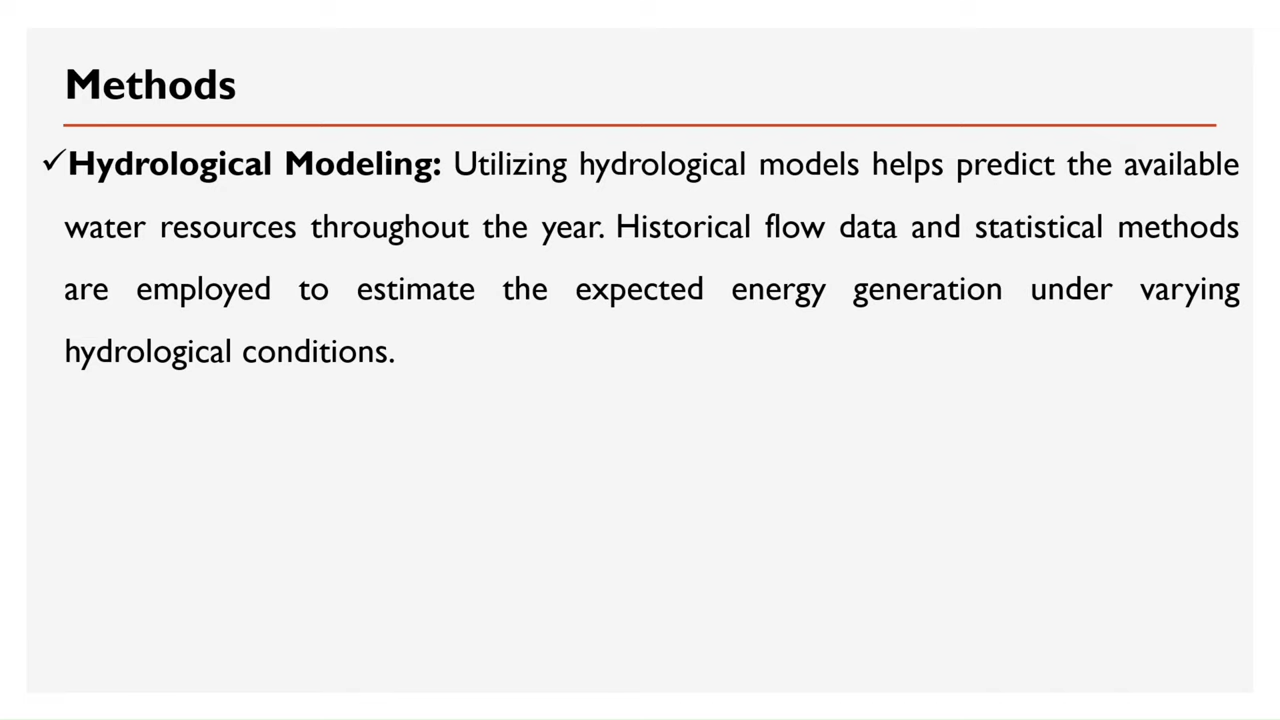 Methods
✓Hydrological Modeling: Utilizing hydrological models helps predict the available
water resources throughout the year. Historical flow data and statistical methods
are employed to estimate the expected energy generation under varying
hydrological conditions.